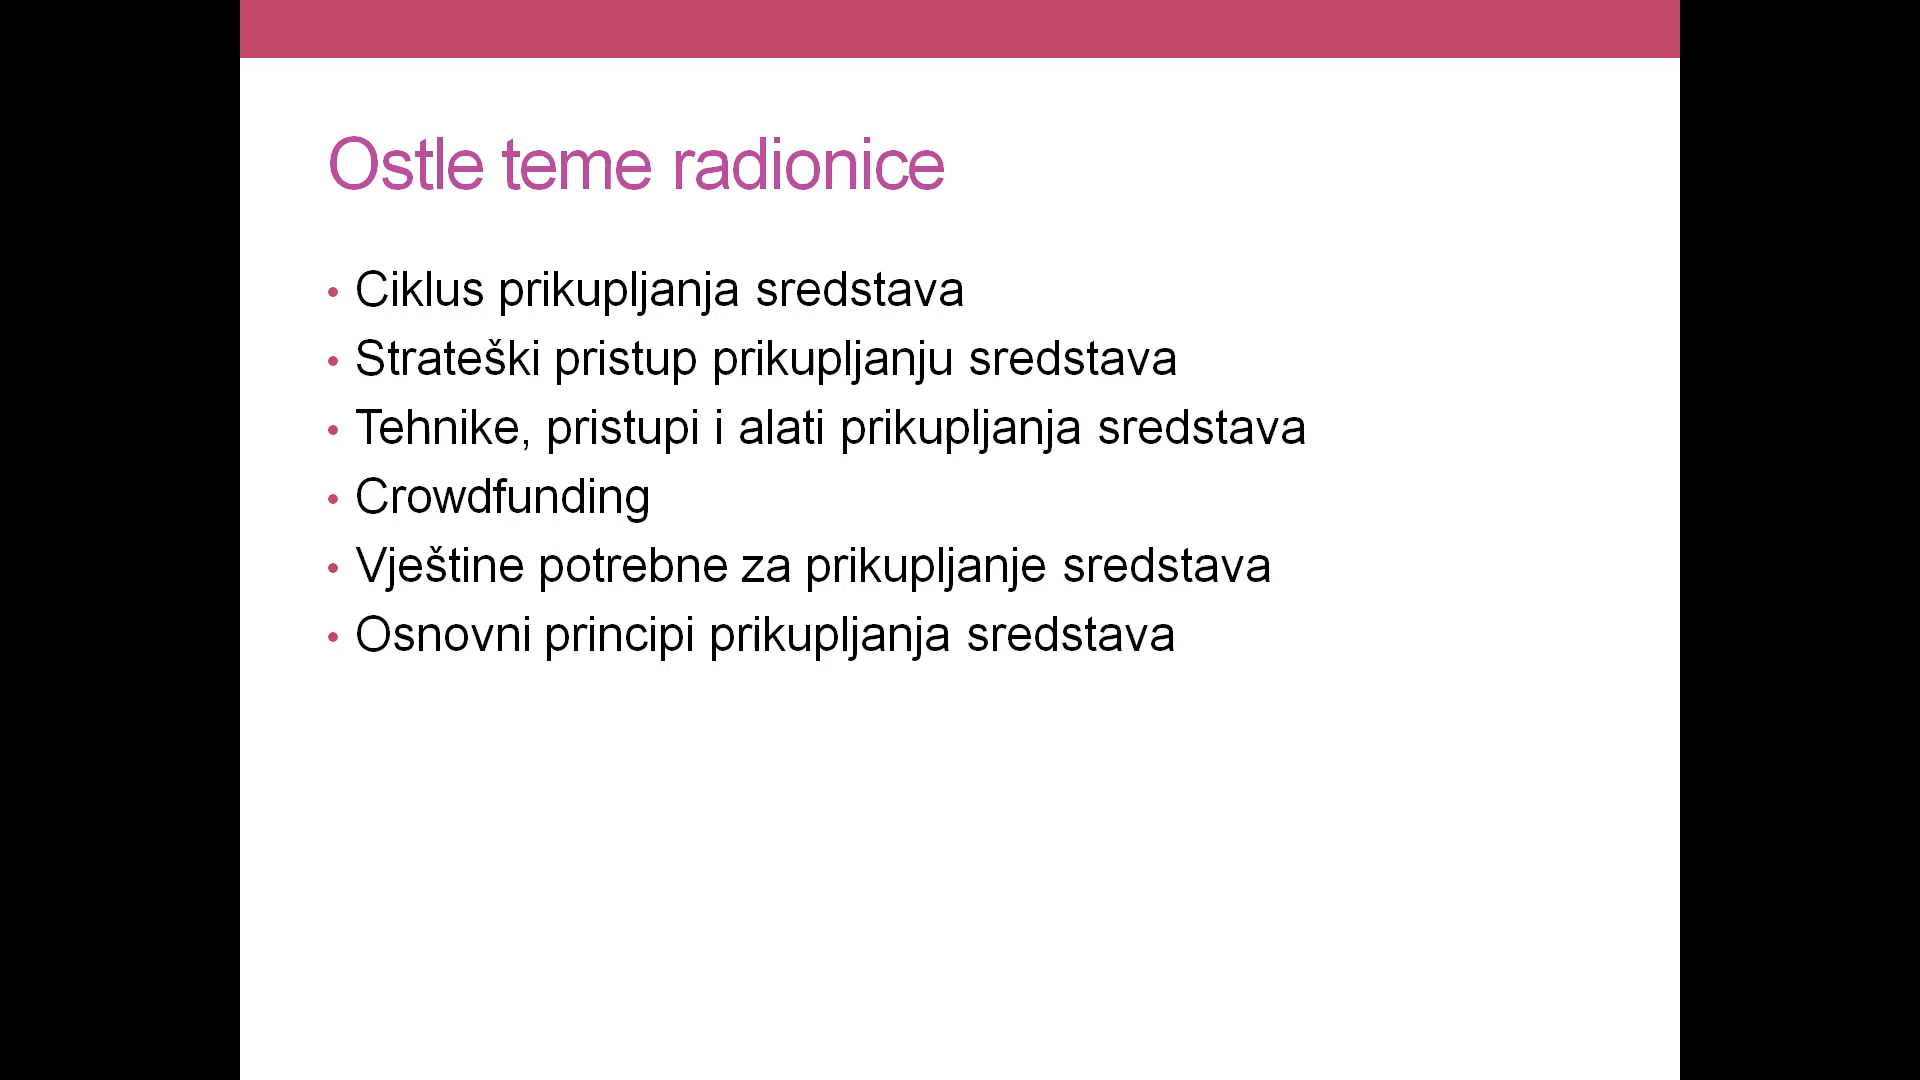 Ostle teme radionice
• Ciklus prikupljanja sredstava
• Strateški pristup prikupljanju sredstava
• Tehnike, pristupi i alati prikupljanja sredstava
• Crowdfunding
• Vještine potrebne za prikupljanje sredstava
• Osnovni principi prikupljanja sredstava